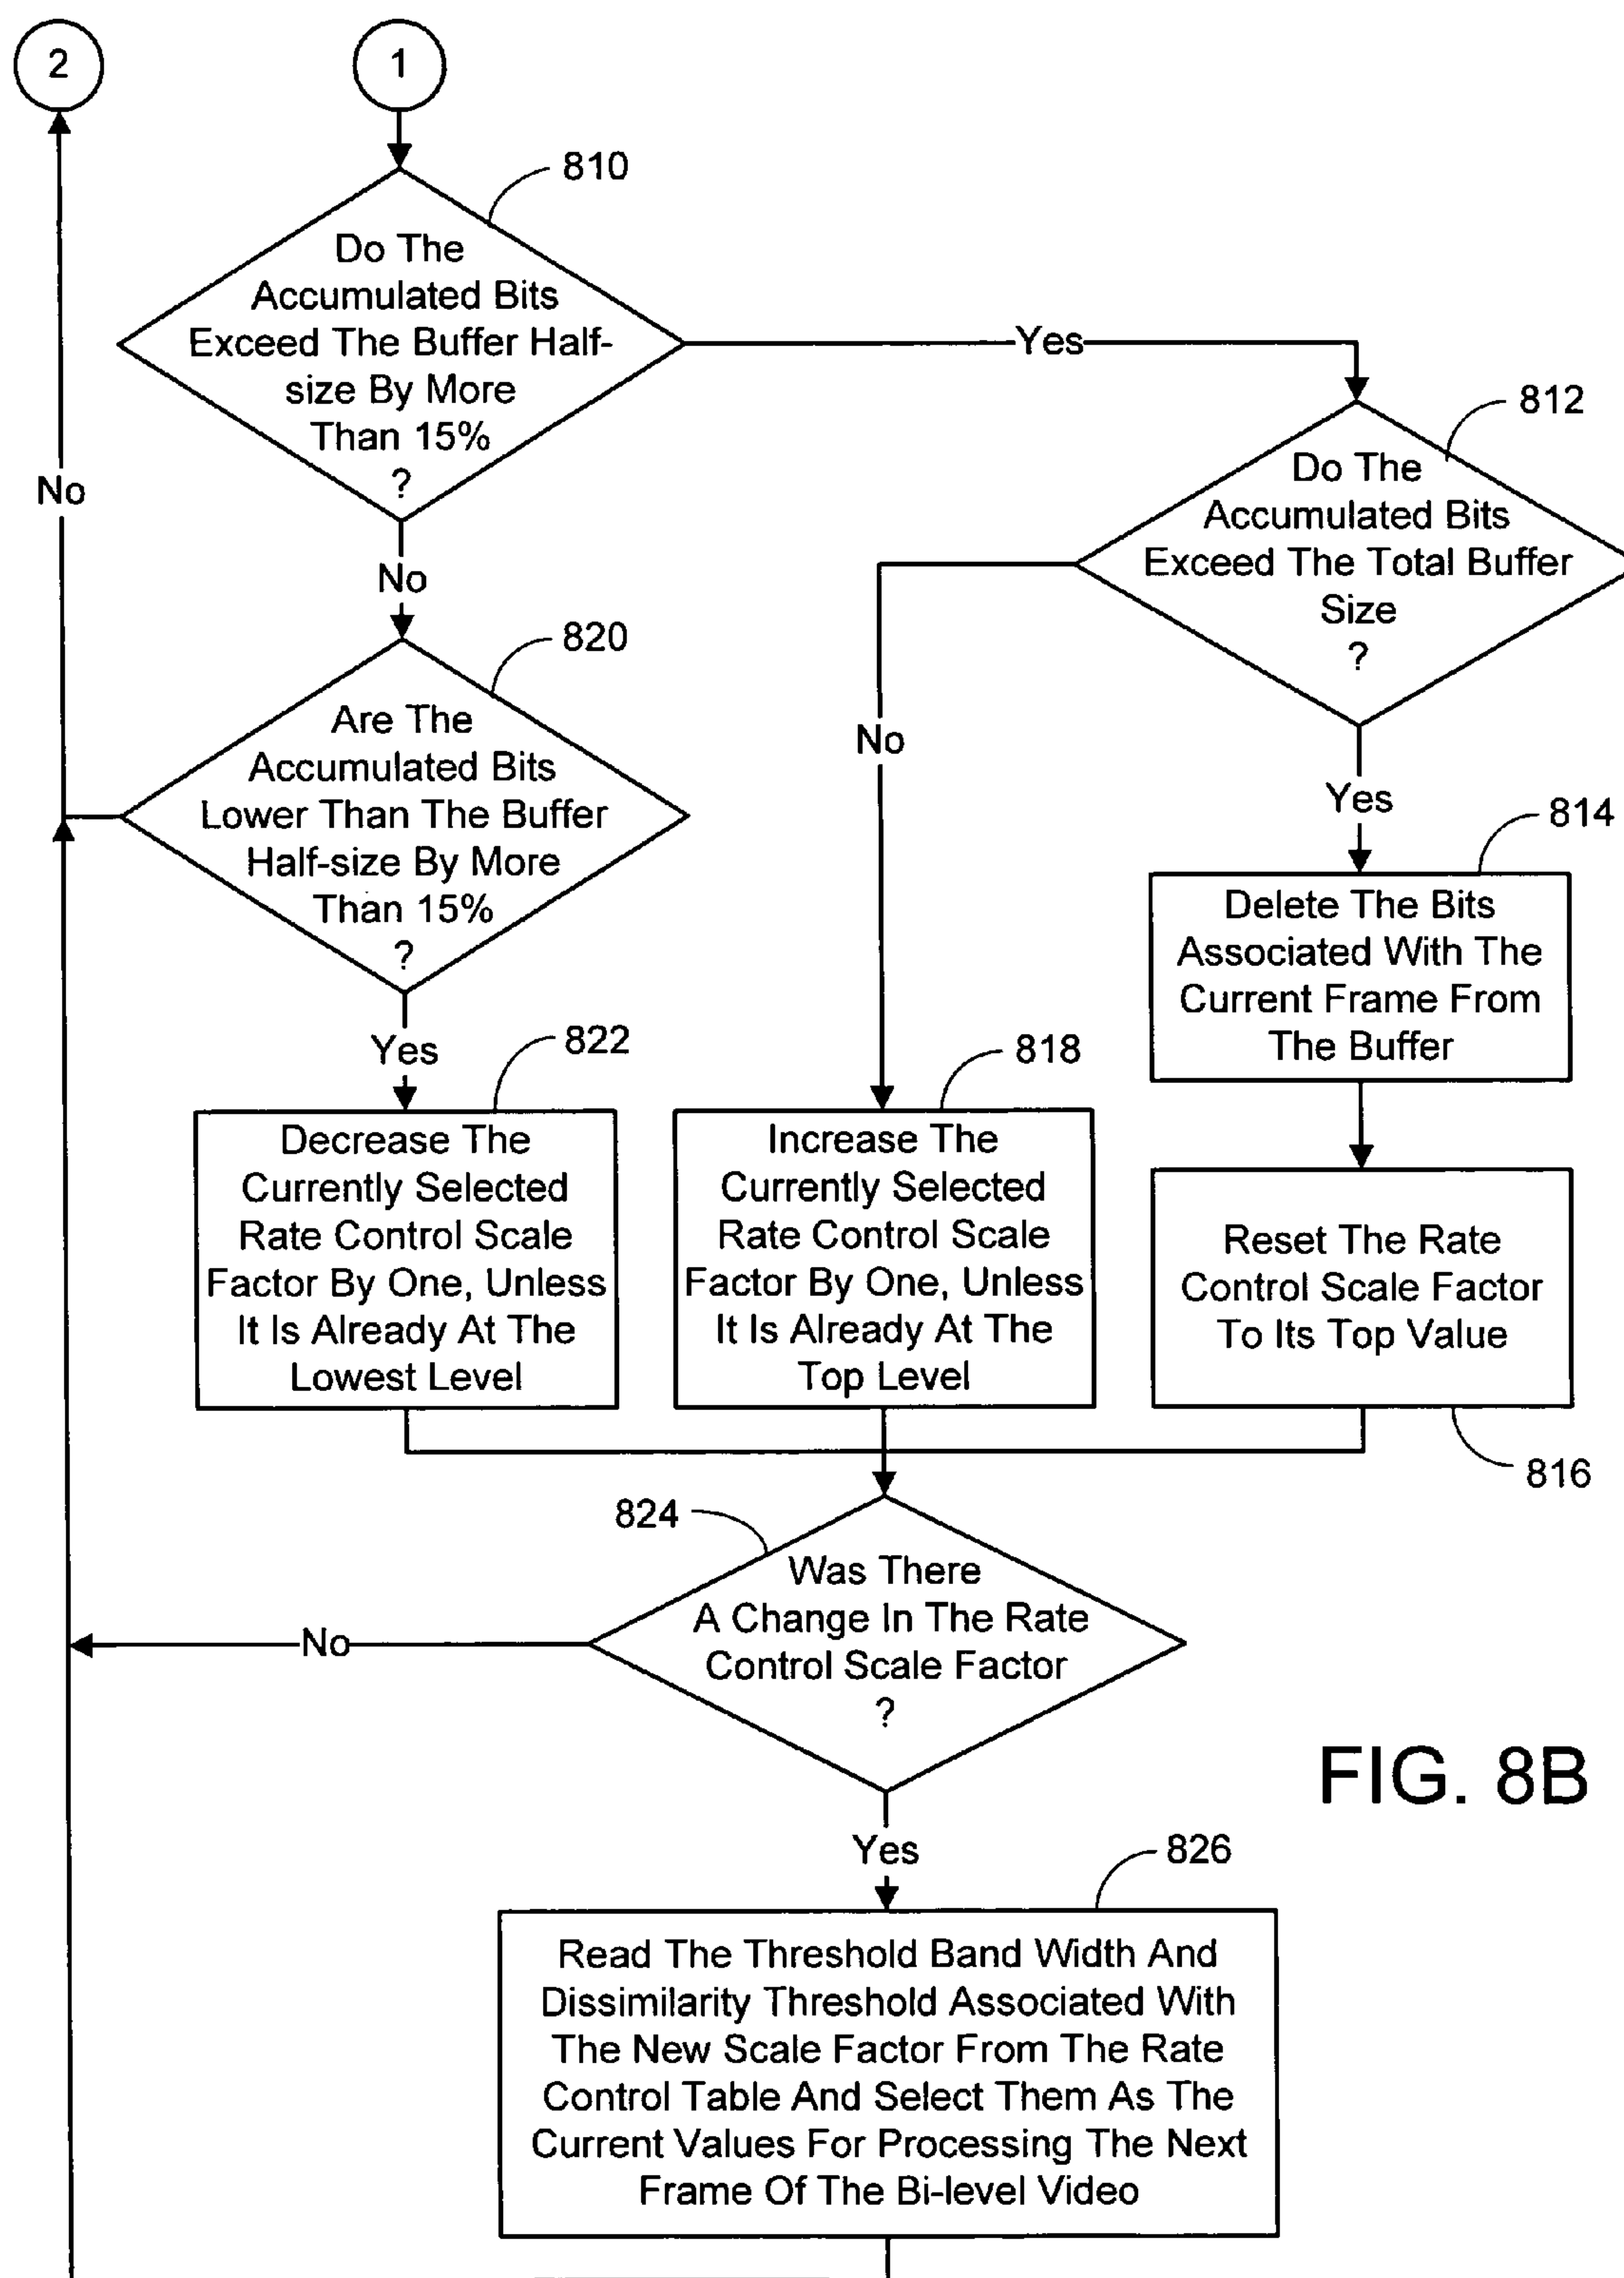 2
1
810
Do The
Accumulated Bits
Exceed The Buffer Half-
size By More
Than 15%
?
Yes
812
Do The
Accumulated Bits
Exceed The Total Buffer
Size
?
No
No
820
Are The
Accumulated Bits
Lower Than The Buffer
Half-size By More
Than 15%
?
No
Yes
814
Delete The Bits
Associated With The
Current Frame From
The Buffer
Yes
822
Decrease The
Currently Selected
Rate Control Scale
Factor By One, Unless
It Is Already At The
Lowest Level
818
Increase The
Currently Selected
Rate Control Scale
Factor By One, Unless
It Is Already At The
Top Level
Reset The Rate
Control Scale Factor
To Its Top Value
816
824
Was There
A Change In The Rate
Control Scale Factor
?
No
FIG. 8B
Yes
826
Read The Threshold Band Width And
Dissimilarity Threshold Associated With
The New Scale Factor From The Rate
Control Table And Select Them As The
Current Values For Processing The Next
Frame Of The Bi-level Video